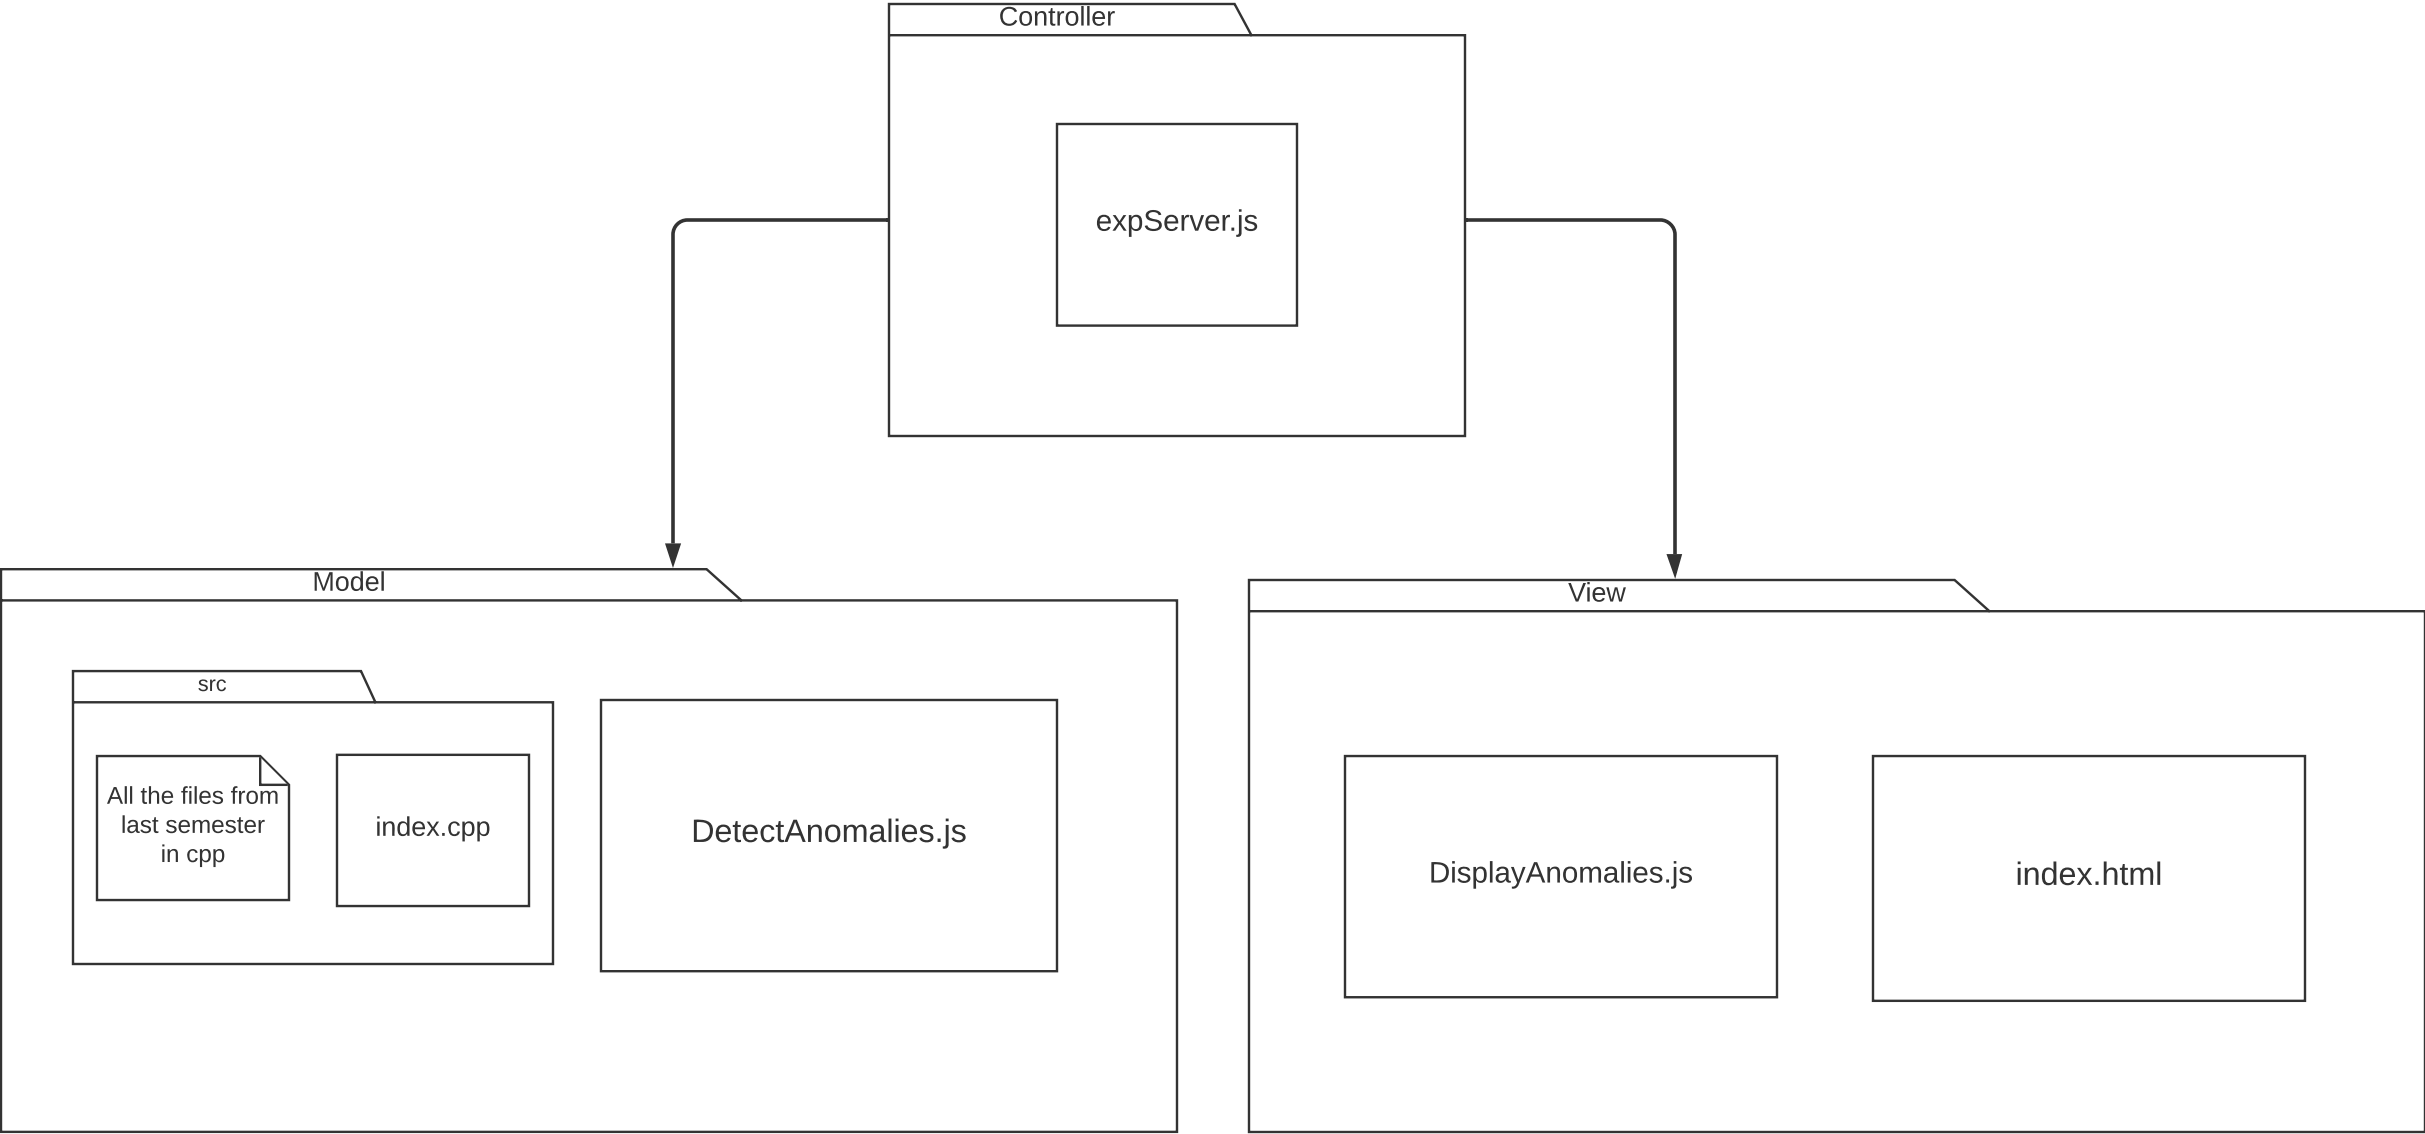 Controller
expServer.js
Model
src
All the files from
last semester
in cpp
index.cpp
DetectAnomalies.js
View
DisplayAnomalies.js
index.html